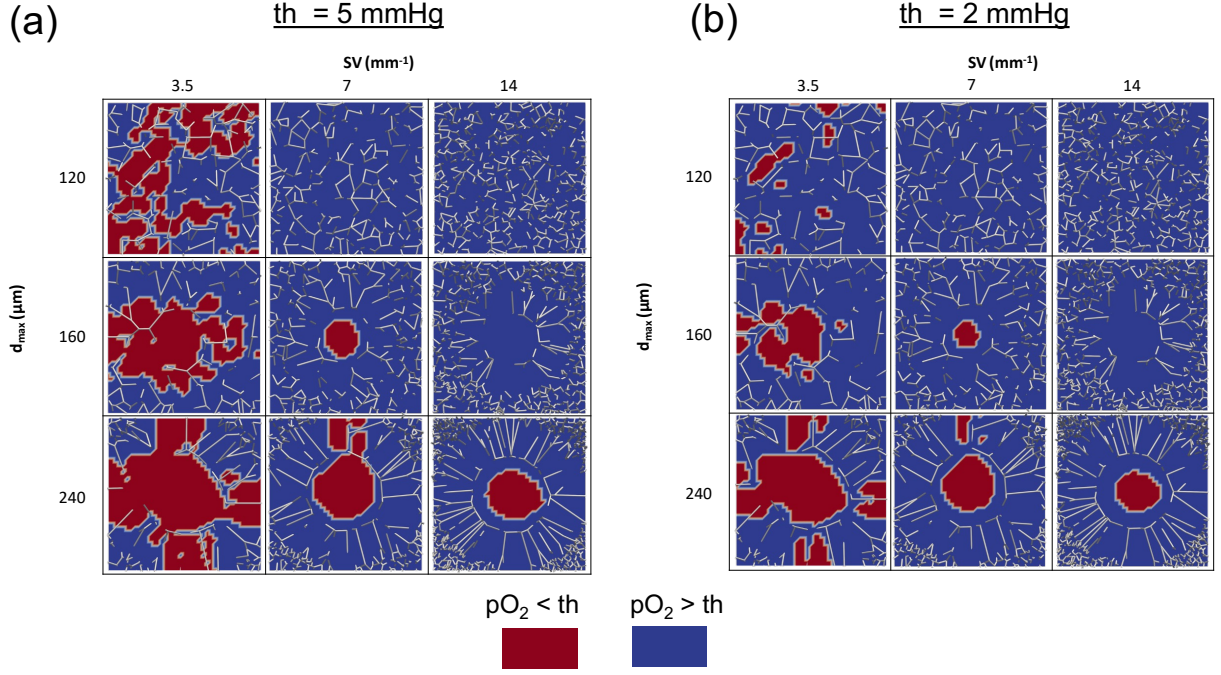 (a)
th = 5 mmHg
SV (mm⁻¹)
3.5 7 14
120
160
240
dmax (µm)
(b)
th = 2 mmHg
SV (mm⁻¹)
3.5 7 14
120
160
240
dmax (µm)
pO₂ < th
pO₂ > th